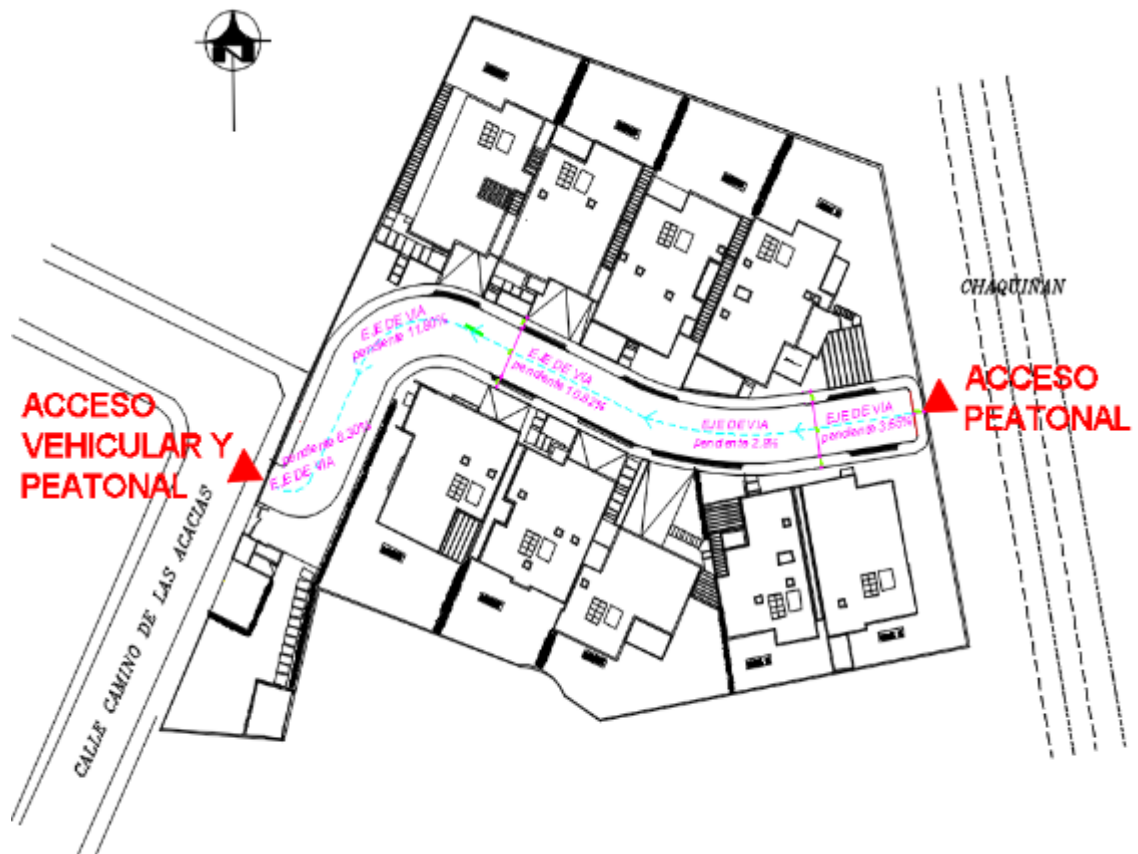 N
CHAQUIÑAN
EJE DE VIA
pendiente 11.80%
EJE DE VIA
pendiente 10.82%
ACCESO
PEATONAL
EJE DE VIA
pendiente 3.60%
EJE DE VIA
pendiente 2.8%
ACCESO
VEHICULAR Y
PEATONAL
pendiente 6.30%
EJE DE VIA
CALLE CAMINO DE LAS ACACIAS